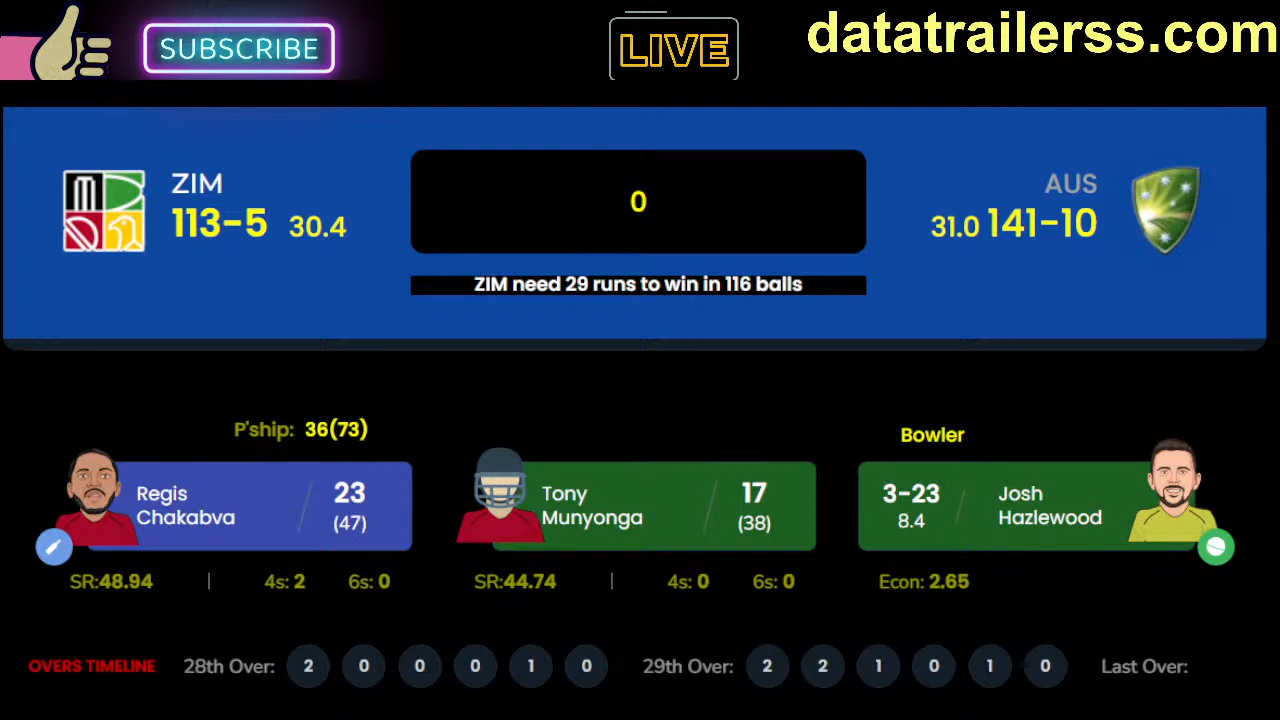 SUBSCRIBE
LIVE
datatrailerss.com
ZIM
113-5 30.4
0
AUS
31.0 141-10
ZIM need 29 runs to win in 116 balls
P'ship: 36(73)
Bowler
Regis Chakabva
23
(47)
Tony Munyonga
17
(38)
3-23
8.4
Josh Hazlewood
SR:48.94 | 4s: 2 6s: 0
SR:44.74 | 4s: 0 6s: 0
Econ: 2.65
OVERS TIMELINE 28th Over: 2 0 0 0 1 0 29th Over: 2 2 1 0 1 0 Last Over: